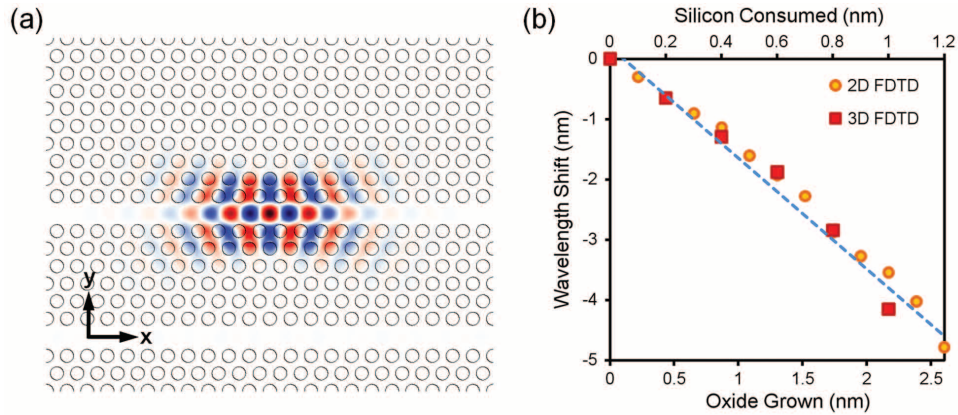 (a)
y
x
(b)
Silicon Consumed (nm)
0 0.2 0.4 0.6 0.8 1 1.2
0
-1
-2
-3
-4
-5
Wavelength Shift (nm)
2D FDTD
3D FDTD
0 0.5 1 1.5 2 2.5
Oxide Grown (nm)